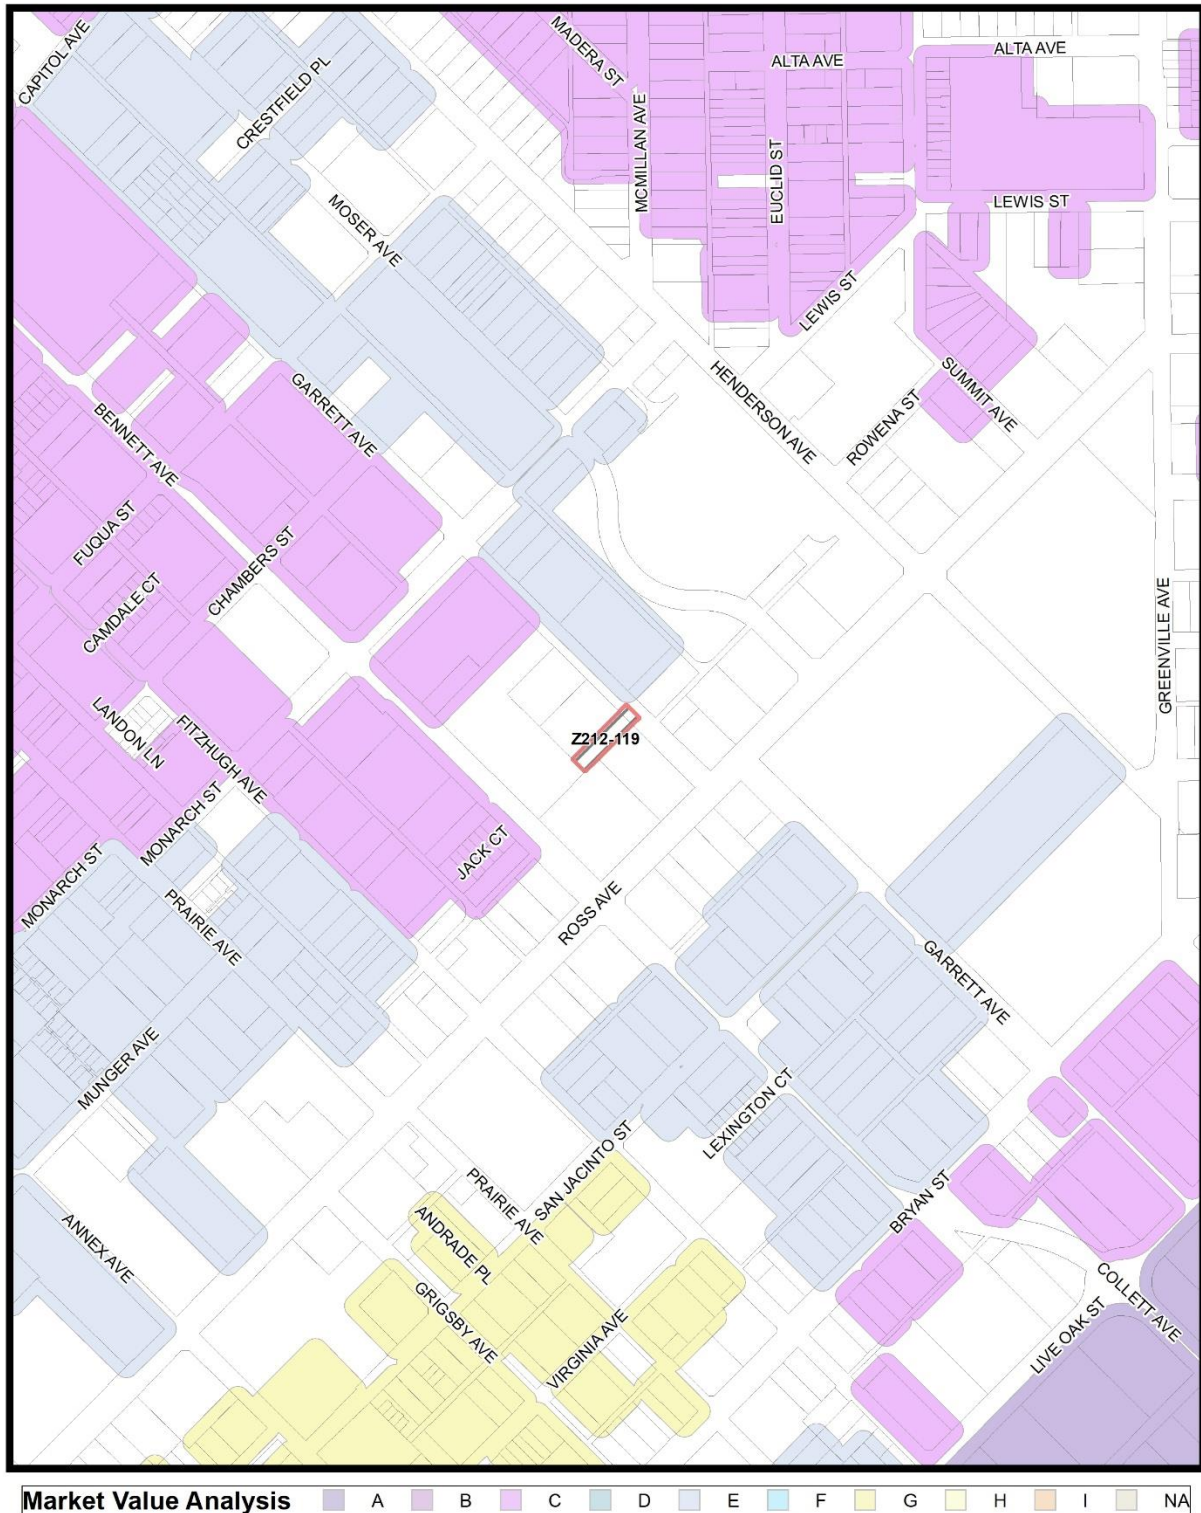 CAPITOL AVE
CRESTFIELD PL
MADERA ST
MCMILLAN AVE
ALTA AVE
ALTA AVE
EUCLID ST
LEWIS ST
MOSER AVE
LEWIS ST
HENDERSON AVE
SUMMIT AVE
ROWENA ST
GARRETT AVE
BENNETT AVE
FUQUA ST
CHAMBERS ST
CAMDALE CT
GREENVILLE AVE
LANDON LN
FITZHUGH AVE
Z212-119
MONARCH ST
MONARCH ST
JACK CT
PRAIRIE AVE
ROSS AVE
GARRETT AVE
MUNGER AVE
LEXINGTON CT
SAN JACINTO ST
PRAIRIE AVE
BRYAN ST
ANNEX AVE
ANDRADE PL
GRIGSBY AVE
VIRGINIA AVE
COLLETT AVE
LIVE OAK ST
Market Value Analysis A B C D E F G H I NA